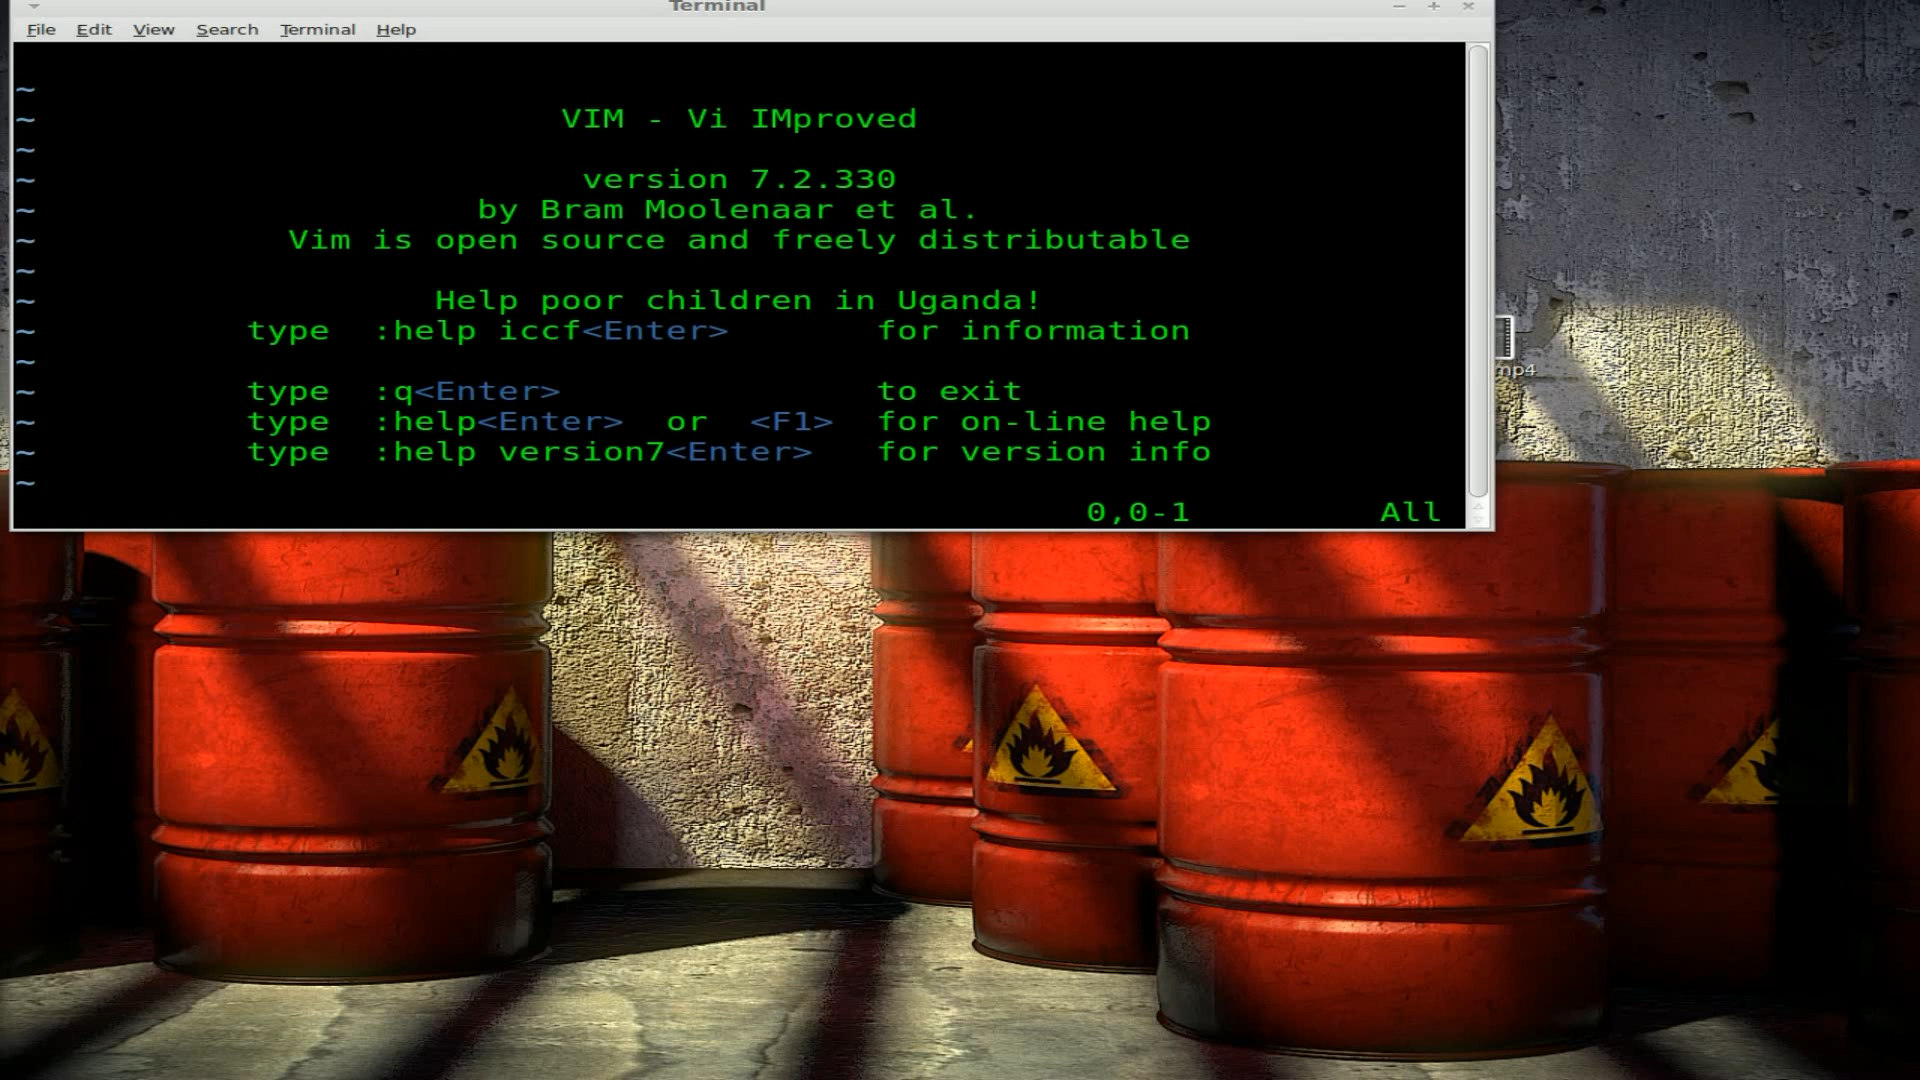 Terminal
File Edit View Search Terminal Help
~
~ VIM - Vi IMproved
~
~ version 7.2.330
~ by Bram Moolenaar et al.
~ Vim is open source and freely distributable
~
~ Help poor children in Uganda!
~ type :help iccf<Enter> for information
~
~ type :q<Enter> to exit
~ type :help<Enter> or <F1> for on-line help
~ type :help version7<Enter> for version info
~
0,0-1 All
mp4